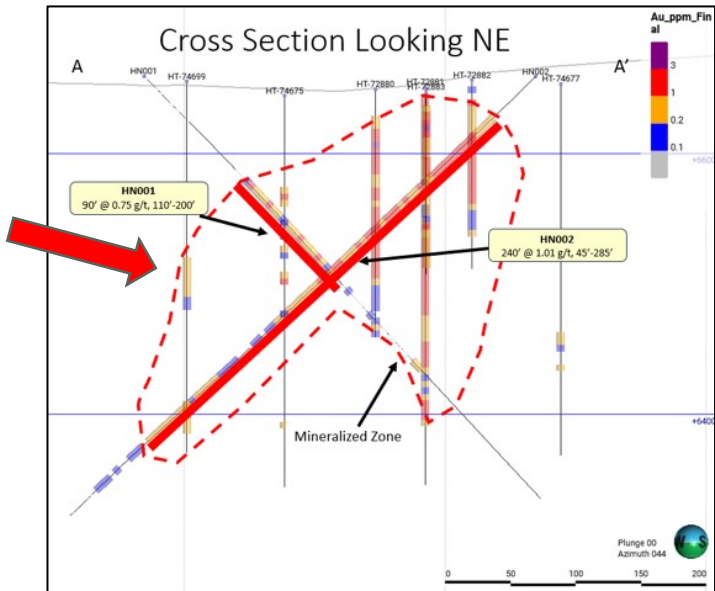 Cross Section Looking NE
A
A'
HN001
HT-74699
HT-74675
HT-72880
HT-72881
HT-72883
HT-72882
HN002
HT-74677
Au_ppm_Fin
al
3
1
0.2
0.1
+6600
HN001
90' @ 0.75 g/t, 110'-200'
HN002
240' @ 1.01 g/t, 45'-285'
+6400
Mineralized Zone
Plunge 00
Azimuth 044
W S
0 50 100 150 200